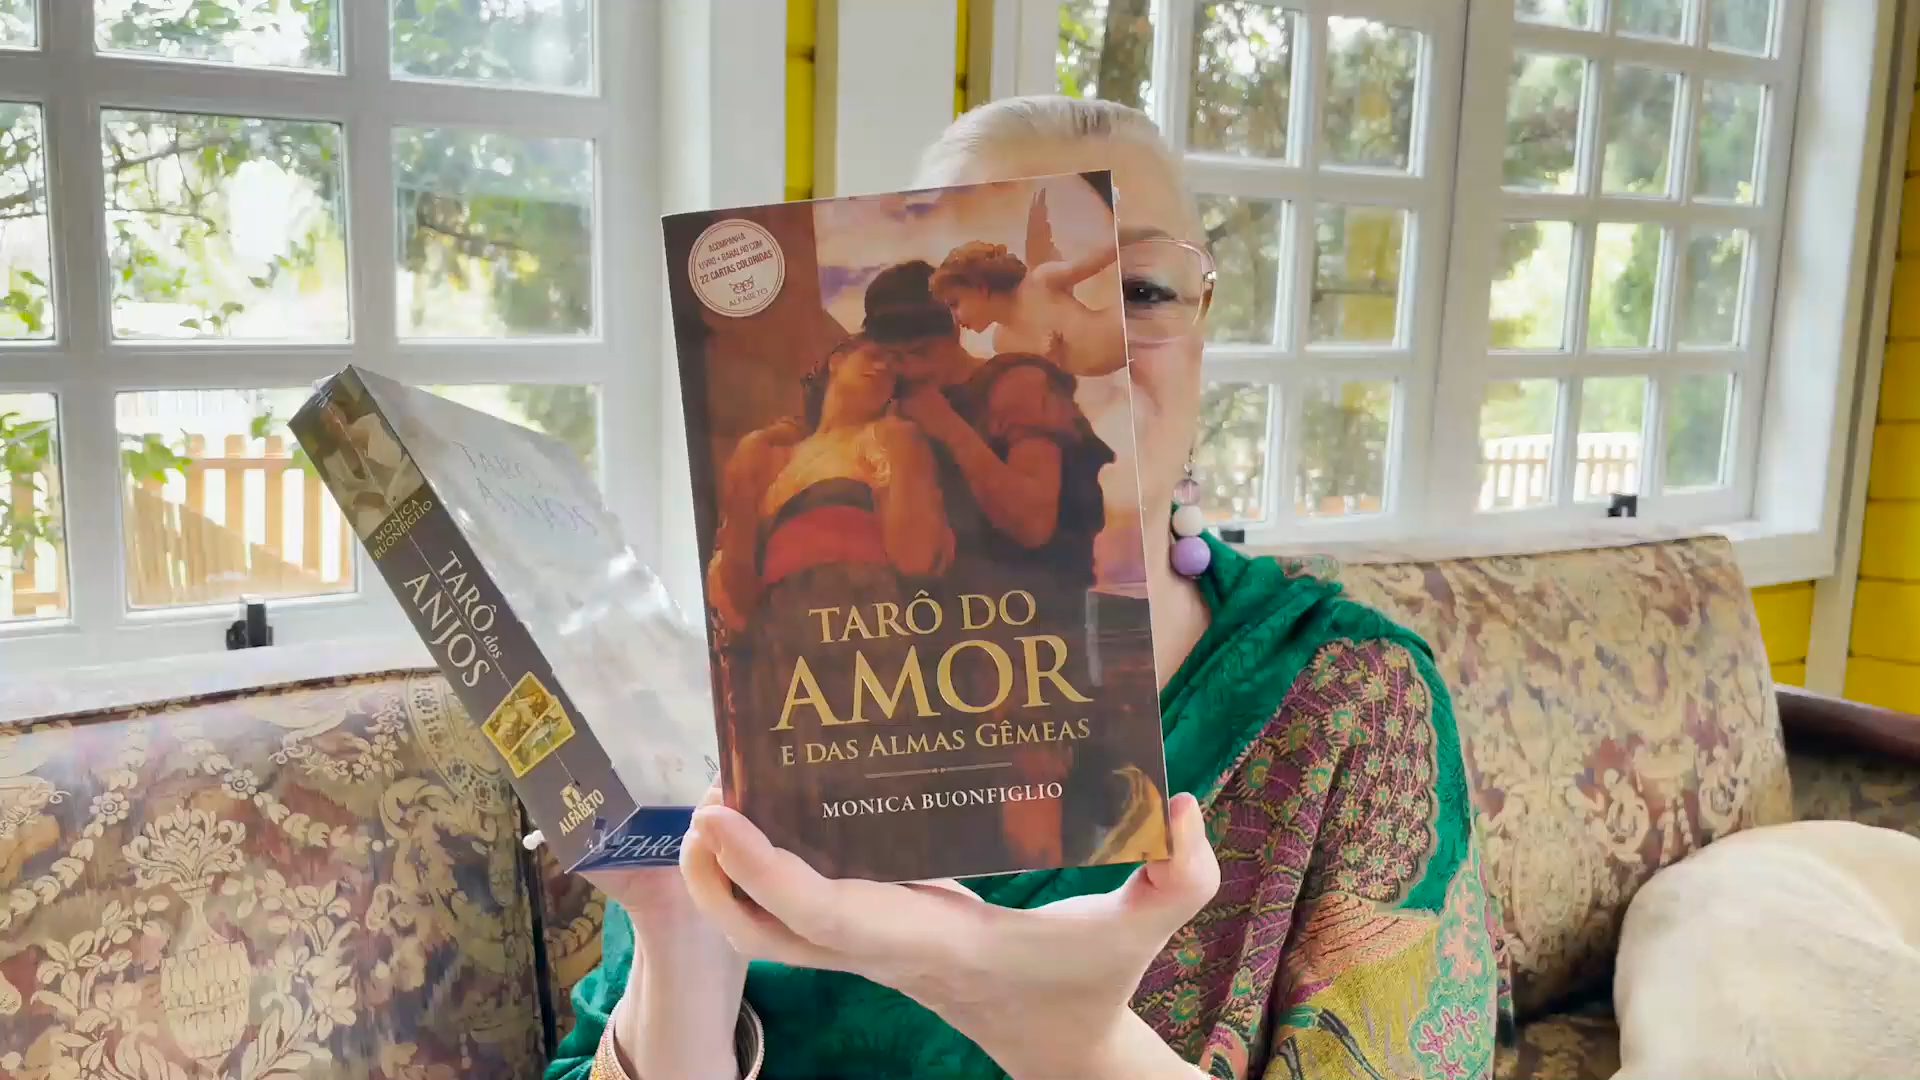 ACOMPANHA
LIVRO + BARALHO COM
22 CARTAS COLORIDAS
ALFABETO
TARÔ DO
AMOR
E DAS ALMAS GÊMEAS
MONICA BUONFIGLIO
MONICA
BUONFIGLIO
TARÔ dos
ANJOS
ALFABETO
TARÔ
ANJOS